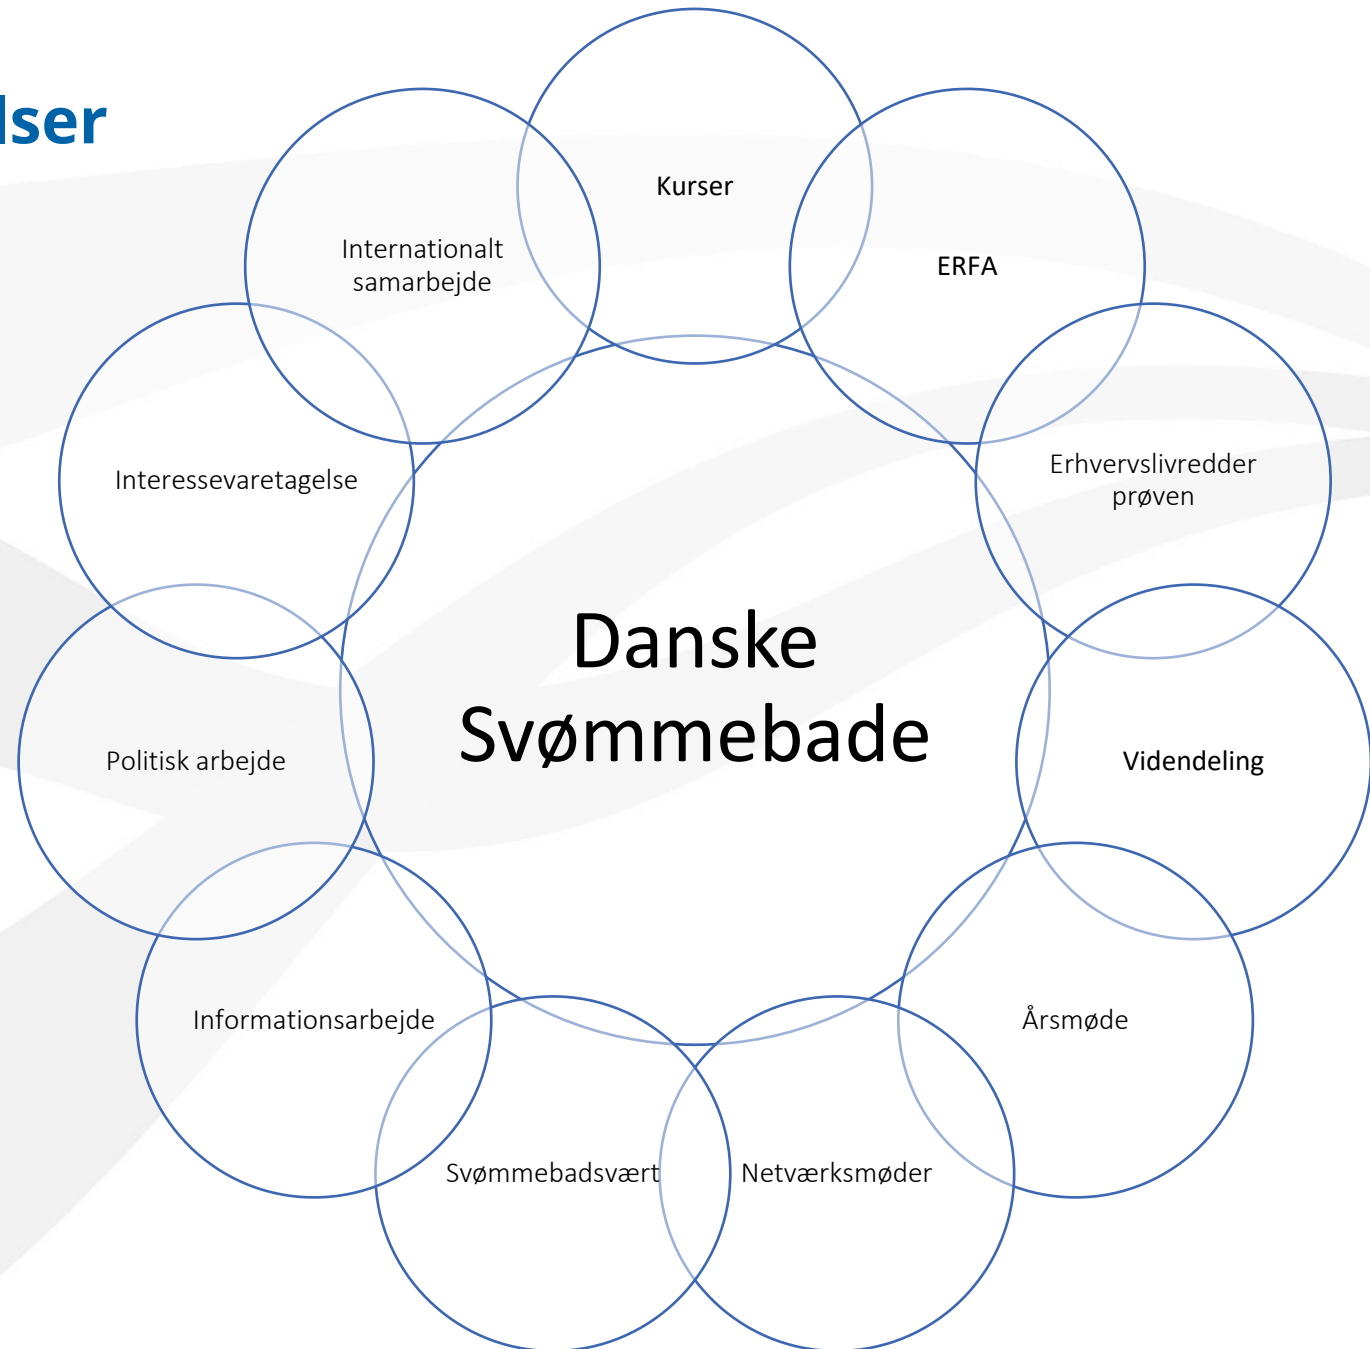 lser
Kurser
ERFA
Internationalt
samarbejde
Erhvervslivredder
prøven
Interessevaretagelse
Danske
Svømmebade
Politisk arbejde
Videndeling
Informationsarbejde
Årsmøde
Svømmebadsvært
Netværksmøder